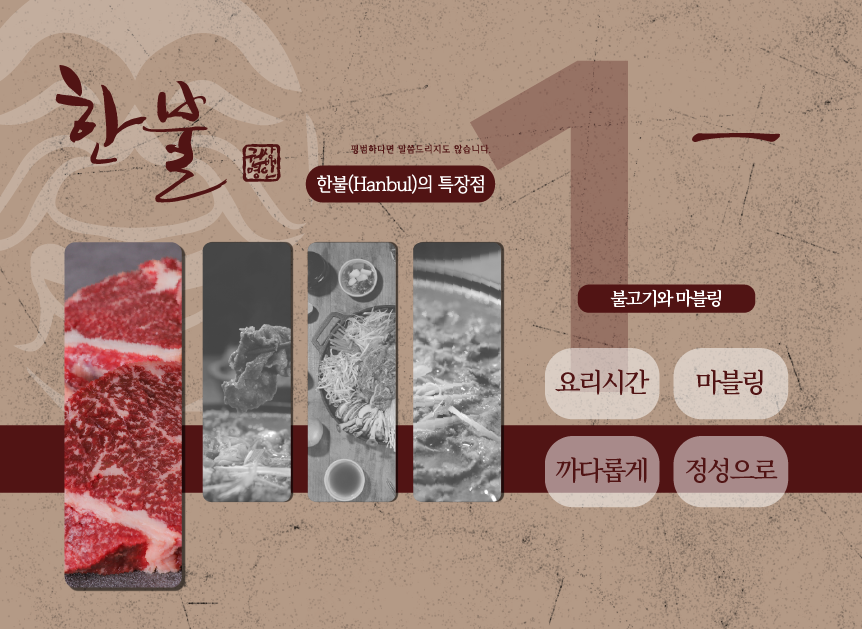 한불
평범하다면 말씀드리지도 않습니다.
한불(Hanbul)의 특장점
1
一
불고기와 마블링
요리시간
마블링
까다롭게
정성으로